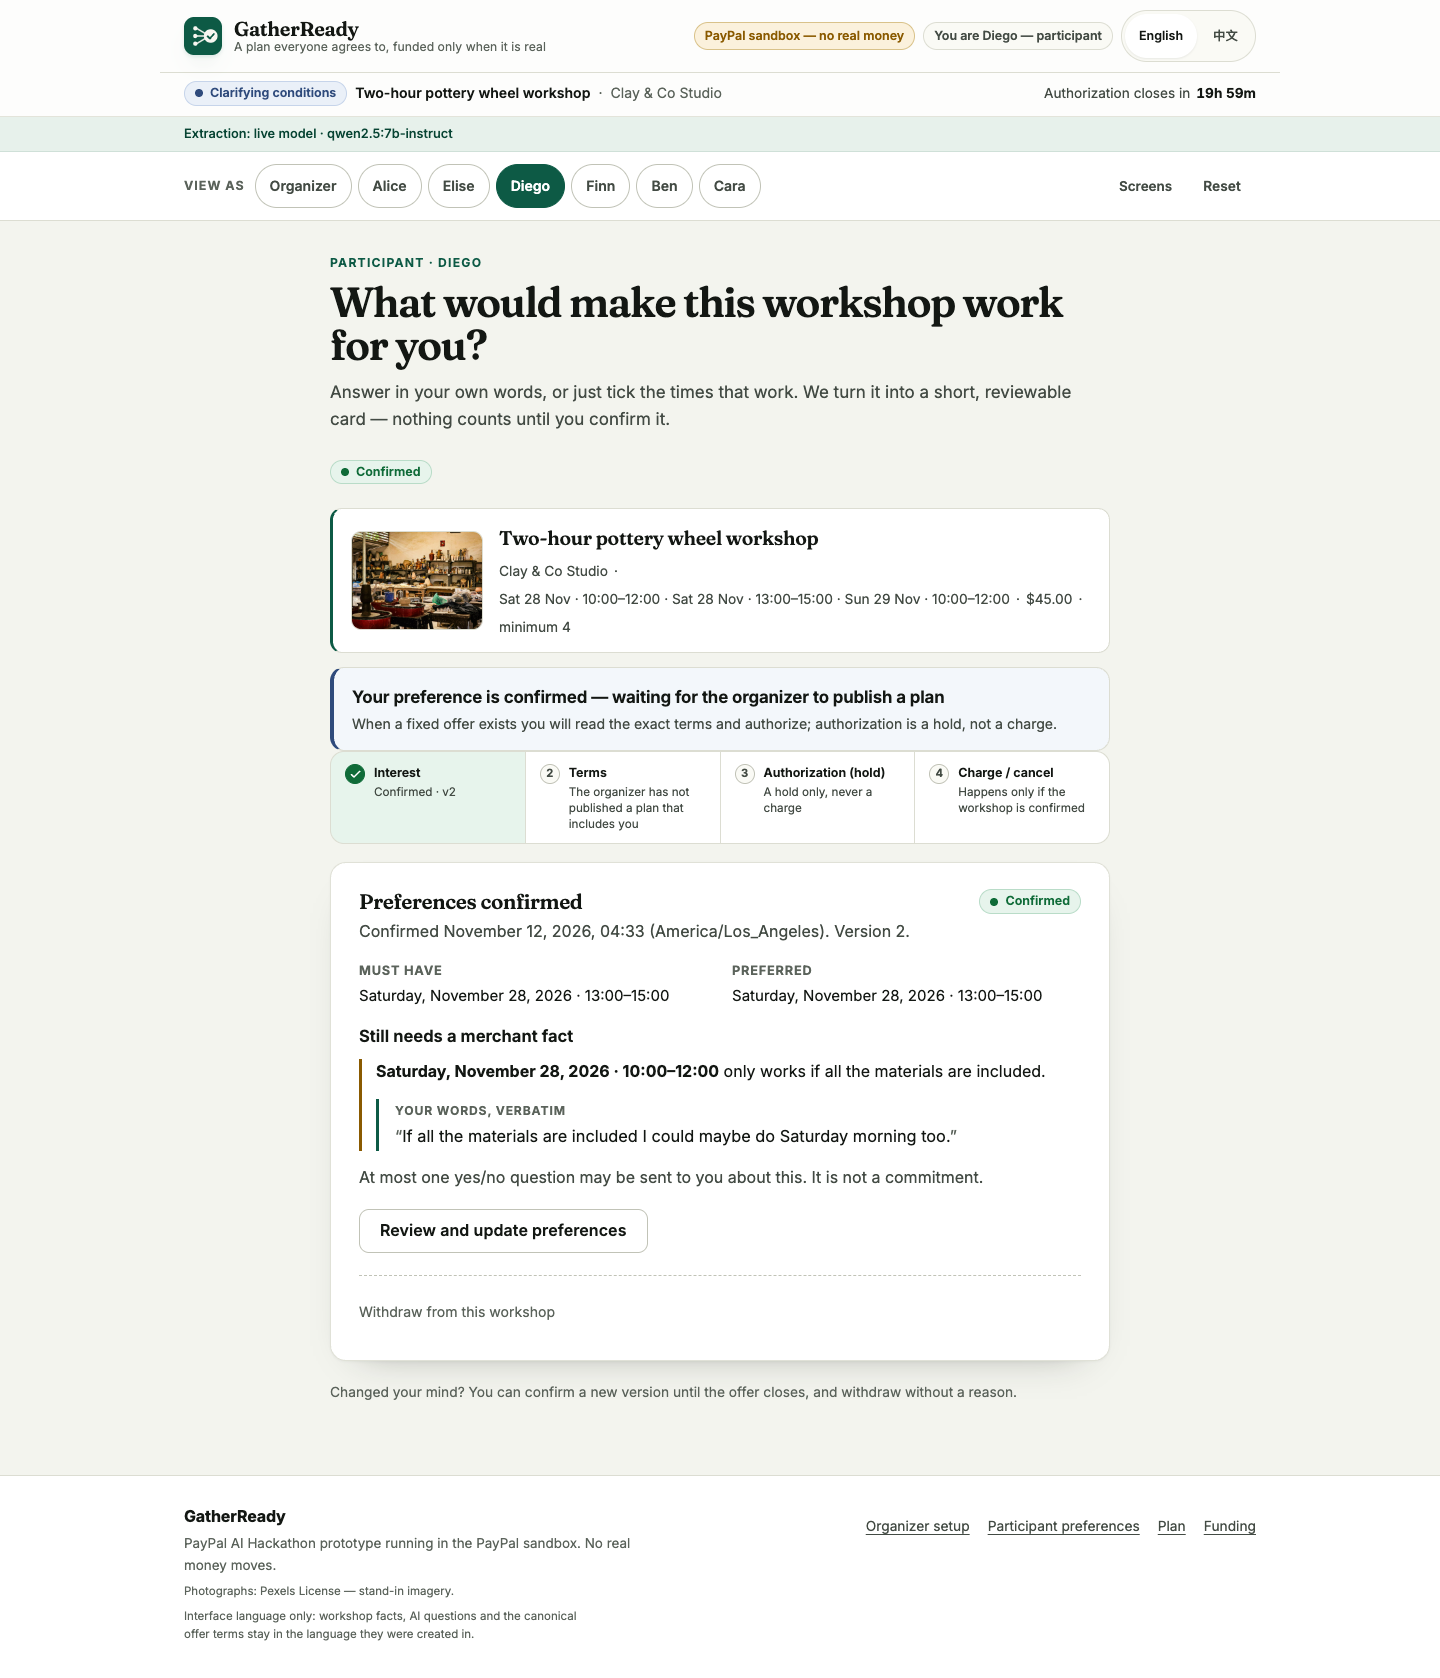 GatherReady
A plan everyone agrees to, funded only when it is real
PayPal sandbox — no real money
You are Diego — participant
English
中文
Clarifying conditions
Two-hour pottery wheel workshop · Clay & Co Studio
Authorization closes in 19h 59m
Extraction: live model · qwen2.5:7b-instruct
VIEW AS
Organizer
Alice
Elise
Diego
Finn
Ben
Cara
Screens
Reset
PARTICIPANT · DIEGO
What would make this workshop work
for you?
Answer in your own words, or just tick the times that work. We turn it into a short, reviewable
card — nothing counts until you confirm it.
Confirmed
Two-hour pottery wheel workshop
Clay & Co Studio ·
Sat 28 Nov · 10:00–12:00 · Sat 28 Nov · 13:00–15:00 · Sun 29 Nov · 10:00–12:00 · $45.00 ·
minimum 4
Your preference is confirmed — waiting for the organizer to publish a plan
When a fixed offer exists you will read the exact terms and authorize; authorization is a hold, not a charge.
Interest
Confirmed · v2
2
Terms
The organizer has not
published a plan that
includes you
3
Authorization (hold)
A hold only, never a
charge
4
Charge / cancel
Happens only if the
workshop is confirmed
Preferences confirmed
Confirmed
Confirmed November 12, 2026, 04:33 (America/Los_Angeles). Version 2.
MUST HAVE
Saturday, November 28, 2026 · 13:00–15:00
PREFERRED
Saturday, November 28, 2026 · 13:00–15:00
Still needs a merchant fact
Saturday, November 28, 2026 · 10:00–12:00 only works if all the materials are included.
YOUR WORDS, VERBATIM
“If all the materials are included I could maybe do Saturday morning too.”
At most one yes/no question may be sent to you about this. It is not a commitment.
Review and update preferences
Withdraw from this workshop
Changed your mind? You can confirm a new version until the offer closes, and withdraw without a reason.
GatherReady
PayPal AI Hackathon prototype running in the PayPal sandbox. No real
money moves.
Photographs: Pexels License — stand-in imagery.
Interface language only: workshop facts, AI questions and the canonical
offer terms stay in the language they were created in.
Organizer setup
Participant preferences
Plan
Funding